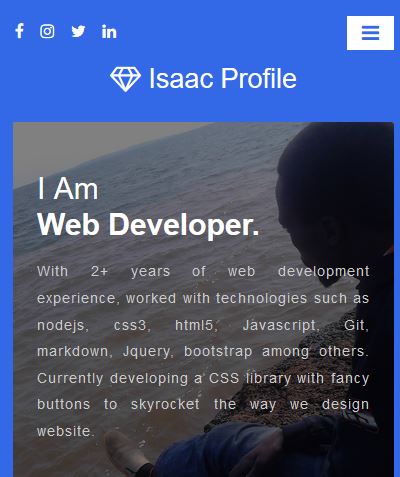 Isaac Profile
I Am
Web Developer.
With 2+ years of web development
experience, worked with technologies such as
nodejs, css3, html5, Javascript, Git,
markdown, Jquery, bootstrap among others.
Currently developing a CSS library with fancy
buttons to skyrocket the way we design
website.